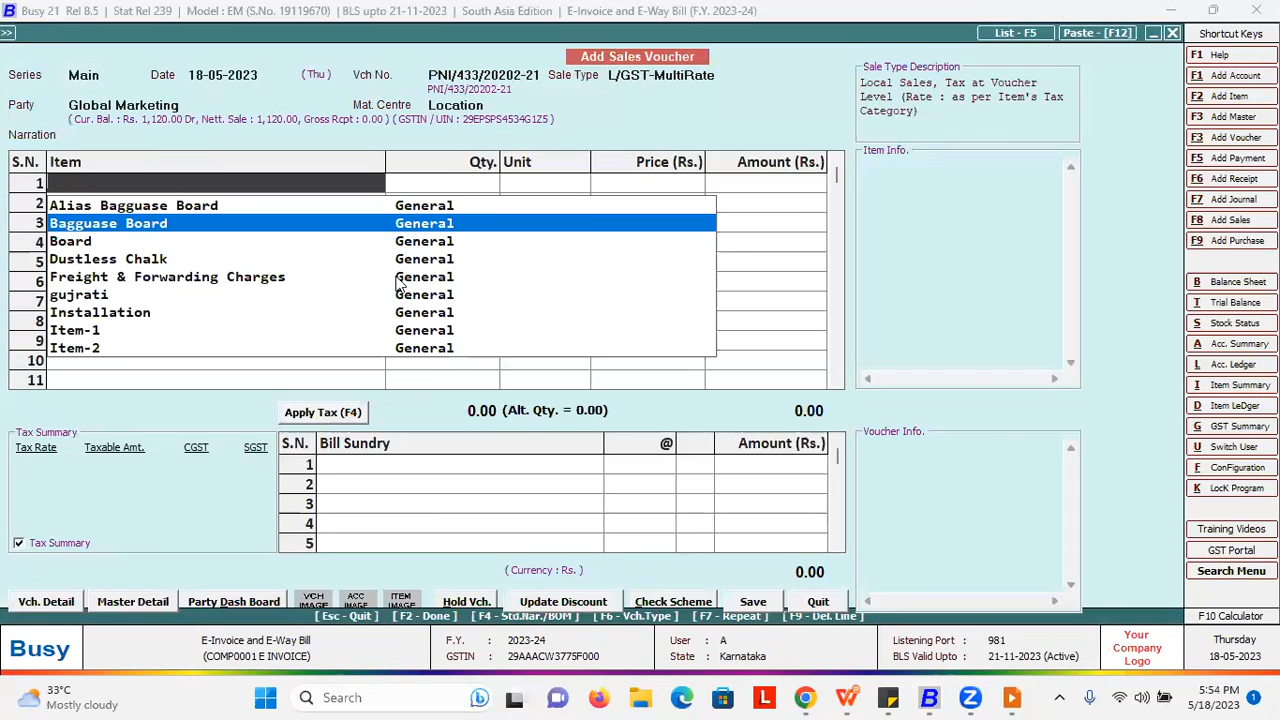 Busy 21 Rel 8.5 | Stat Rel 239 | Model : EM (S.No. 19119670) | BLS upto 21-11-2023 | South Asia Edition | E-Invoice and E-Way Bill (F.Y. 2023-24)
>> List - F5 Paste - [F12] Shortcut Keys
Add Sales Voucher
Series Main Date 18-05-2023 (Thu) Vch No. PNI/433/20202-21 Sale Type L/GST-MultiRate
PNI/433/20202-21
Party Global Marketing Mat. Centre Location
( Cur. Bal. : Rs. 1,110.00 Dr, Nett. Sale : 1,120.00, Gross Rcpt : 0.00 ) ( GSTIN / UIN : 29EPSPS4534G1Z5 )
Narration
Sale Type Description
Local Sales, Tax at Voucher
Level (Rate : as per Item's Tax
Category)
S.N. Item Qty. Unit Price (Rs.) Amount (Rs.)
1
2 Alias Bagguase Board General
3 Bagguase Board General
4 Board General
5 Dustless Chalk General
6 Freight & Forwarding Charges General
7 gujrati General
8 Installation General
9 Item-1 General
Item-2 General
10
11
Item Info.
Apply Tax (F4) 0.00 (Alt. Qty. = 0.00) 0.00
Tax Summary
Tax Rate Taxable Amt. CGST SGST
Tax Summary
S.N. Bill Sundry @ Amount (Rs.)
1
2
3
4
5
Voucher Info.
( Currency : Rs. ) 0.00
Vch. Detail Master Detail Party Dash Board VCH IMAGE ACC IMAGE ITEM IMAGE Hold Vch. Update Discount Check Scheme Save Quit
[ Esc - Quit ] [ F2 - Done ] [ F4 - Std.Nar./BOM ] [ F6 - Vch.Type ] [ F7 - Repeat ] [ F9 - Del. Line ]
F1 Help
F1 Add Account
F2 Add Item
F3 Add Master
F3 Add Voucher
F5 Add Payment
F6 Add Receipt
F7 Add Journal
F8 Add Sales
F9 Add Purchase
B Balance Sheet
T Trial Balance
S Stock Status
A Acc. Summary
L Acc. Ledger
I Item Summary
D Item LeDger
G GST Summary
U Switch User
F ConFiguration
K LocK Program
Training Videos
GST Portal
Search Menu
F10 Calculator
Busy E-Invoice and E-Way Bill F.Y. : 2023-24 User : A Listening Port : 981 Your Company Logo Thursday
(COMP0001 E INVOICE) GSTIN : 29AAACW3775F000 State : Karnataka BLS Valid Upto : 21-11-2023 (Active) 18-05-2023
33°C
Mostly cloudy
Search
5:54 PM
5/18/2023